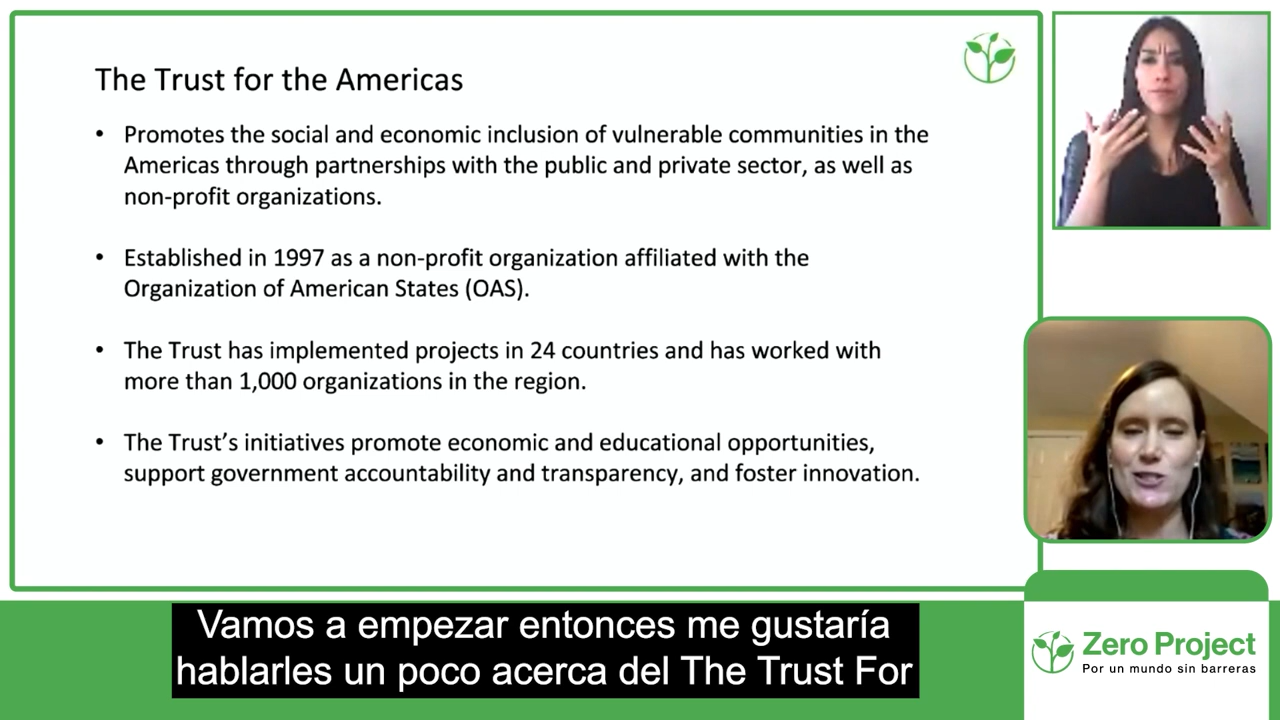 The Trust for the Americas
• Promotes the social and economic inclusion of vulnerable communities in the
Americas through partnerships with the public and private sector, as well as
non-profit organizations.
• Established in 1997 as a non-profit organization affiliated with the
Organization of American States (OAS).
• The Trust has implemented projects in 24 countries and has worked with
more than 1,000 organizations in the region.
• The Trust’s initiatives promote economic and educational opportunities,
support government accountability and transparency, and foster innovation.
Vamos a empezar entonces me gustaría
hablarles un poco acerca del The Trust For
Zero Project
Por un mundo sin barreras